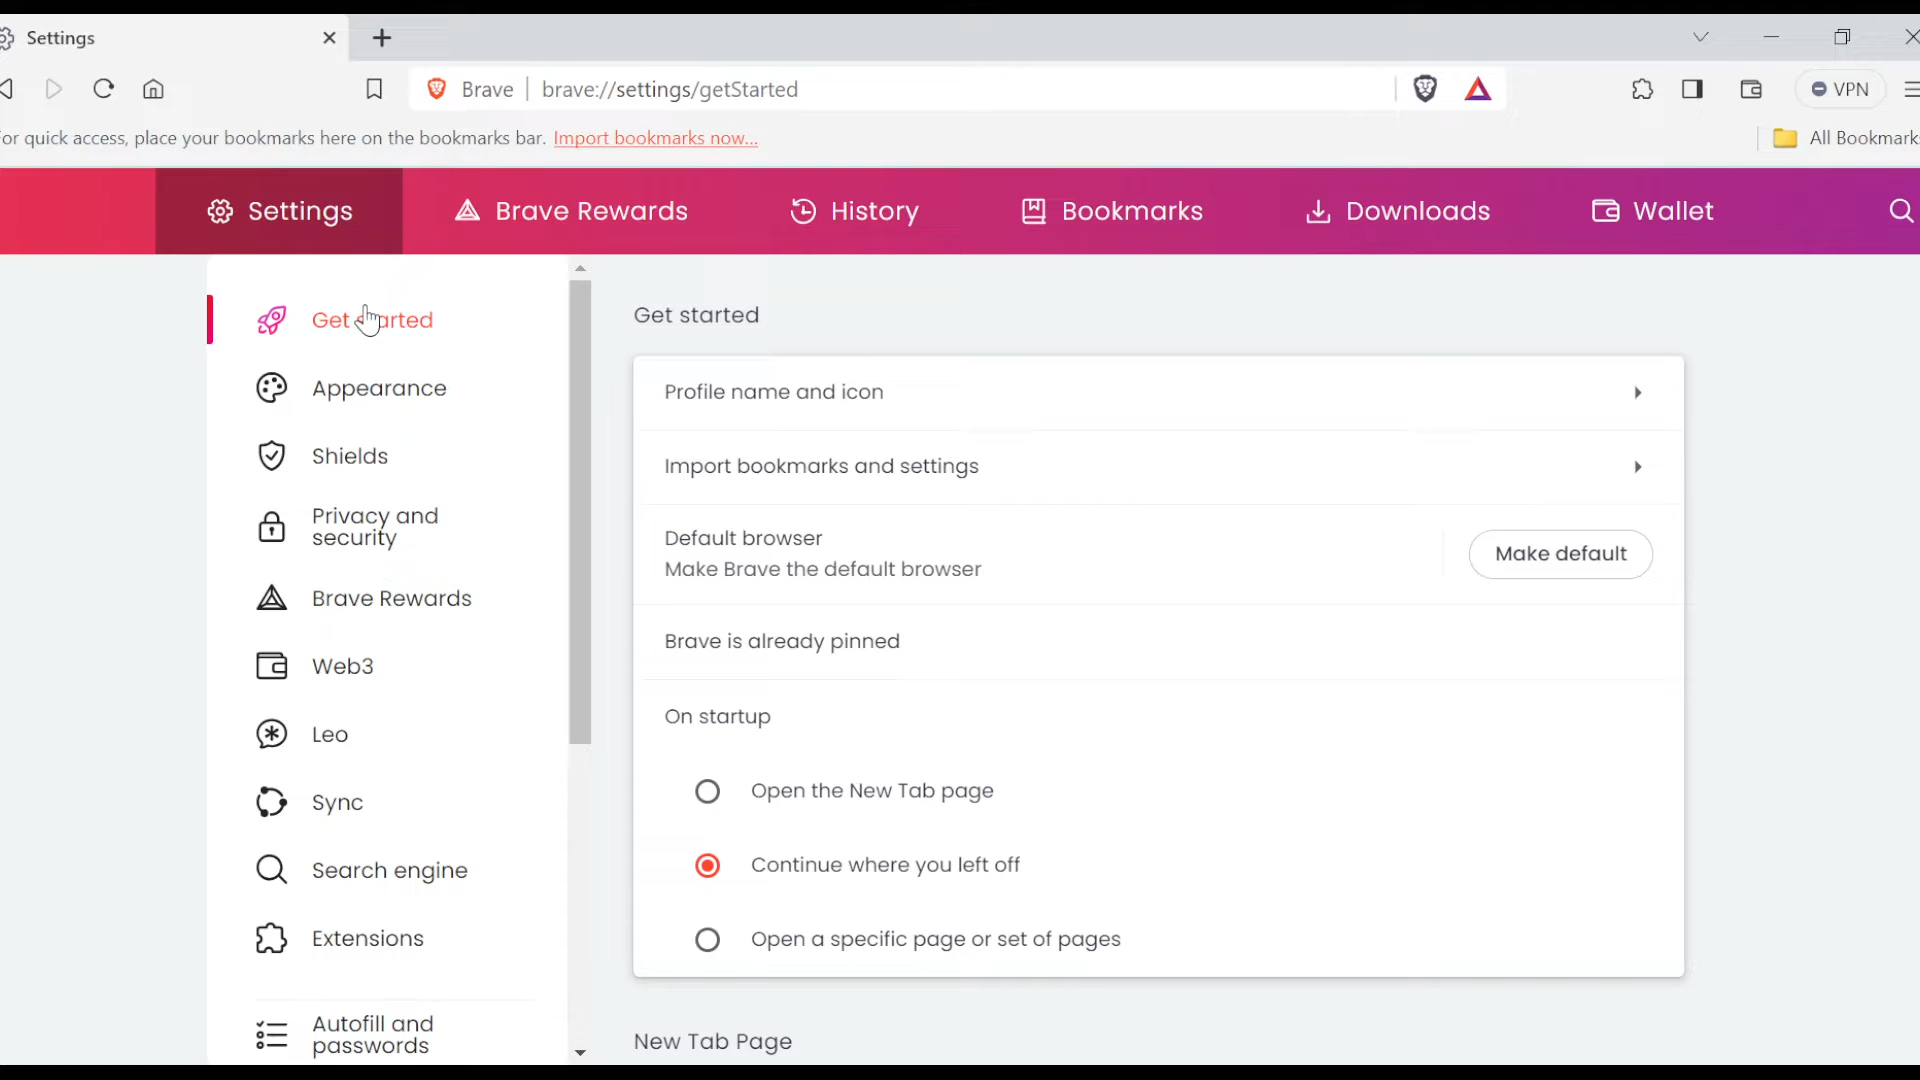 Settings
Brave brave://settings/getStarted VPN
or quick access, place your bookmarks here on the bookmarks bar. Import bookmarks now... All Bookmarks
Settings Brave Rewards History Bookmarks Downloads Wallet
Get started
Appearance
Shields
Privacy and
security
Brave Rewards
Web3
Leo
Sync
Search engine
Extensions
Autofill and
passwords
Get started
Profile name and icon
Import bookmarks and settings
Default browser
Make Brave the default browser
Make default
Brave is already pinned
On startup
Open the New Tab page
Continue where you left off
Open a specific page or set of pages
New Tab Page